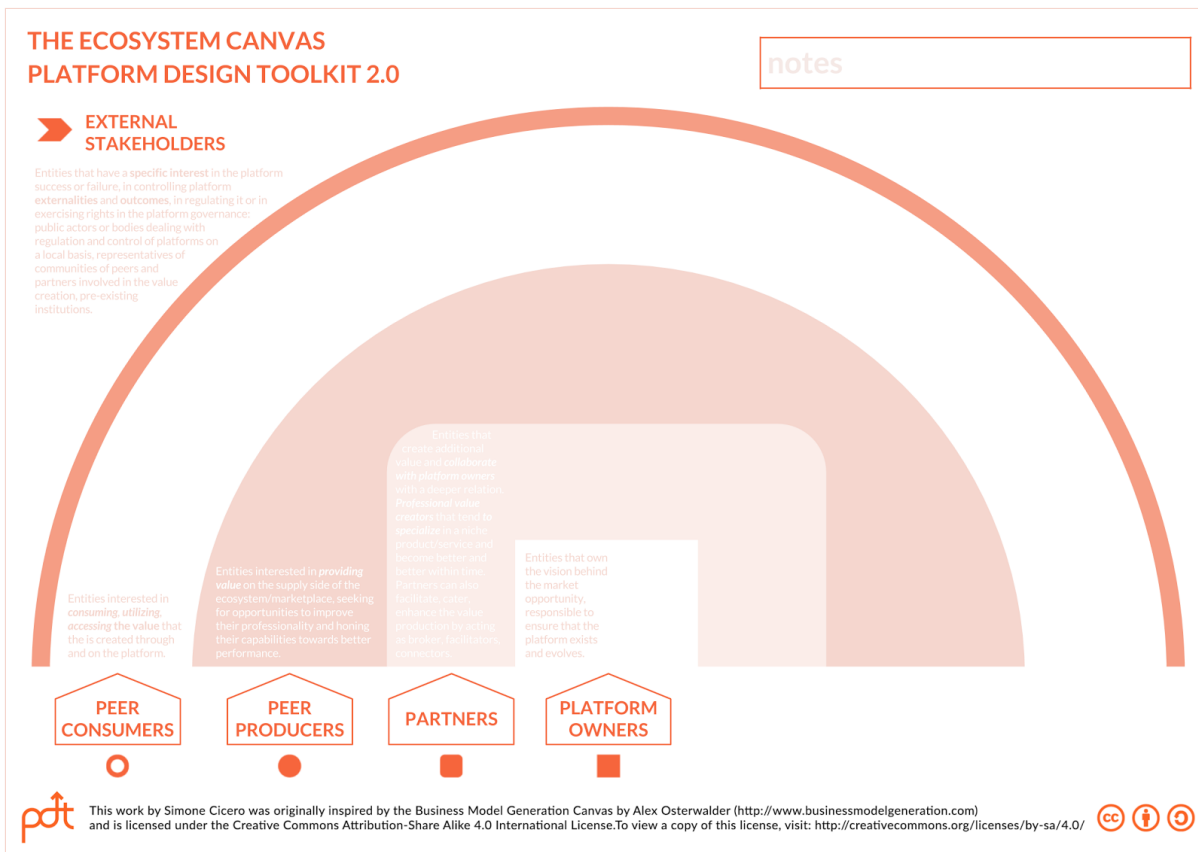 THE ECOSYSTEM CANVAS
PLATFORM DESIGN TOOLKIT 2.0
notes
EXTERNAL
STAKEHOLDERS
Entities that have a specific interest in the platform
success or failure, in controlling platform
externalities and outcomes, in regulating it or in
exercising rights in the platform governance:
public actors or bodies dealing with
regulation and control of platforms on
a local basis, representatives of
communities of peers and
partners involved in the value
creation, pre-existing
institutions.
Entities interested in
consuming, utilizing,
accessing the value that
the is created through
and on the platform.
Entities interested in providing
value on the supply side of the
ecosystem/marketplace, seeking
for opportunities to improve
their professionality and honing
their capabilities towards better
performance.
Entities that
create additional
value and collaborate
with platform owners
with a deeper relation.
Professional value
creators that tend to
specialize in a niche
product/service and
become better and
better within time.
Partners can also
facilitate, cater,
enhance the value
production by acting
as broker, facilitators,
connectors.
Entities that own
the vision behind
the market
opportunity,
responsible to
ensure that the
platform exists
and evolves.
PEER
CONSUMERS
PEER
PRODUCERS
PARTNERS
PLATFORM
OWNERS
pdt
This work by Simone Cicero was originally inspired by the Business Model Generation Canvas by Alex Osterwalder (http://www.businessmodelgeneration.com)
and is licensed under the Creative Commons Attribution-Share Alike 4.0 International License.To view a copy of this license, visit: http://creativecommons.org/licenses/by-sa/4.0/
cc